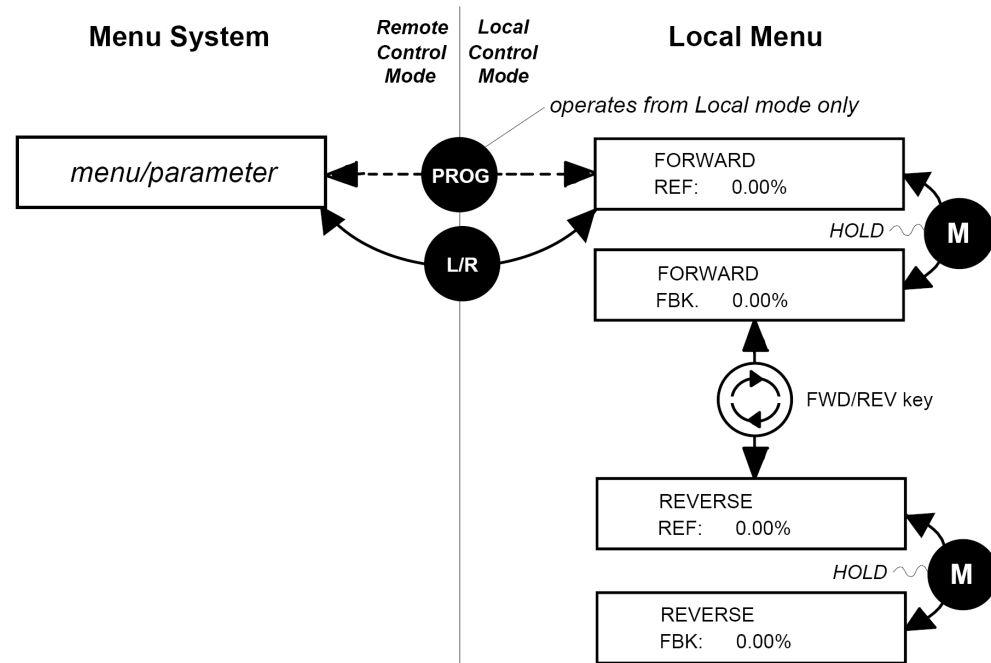 Menu System
Remote
Control
Mode
Local
Control
Mode
Local Menu
operates from Local mode only
menu/parameter
PROG
FORWARD
REF: 0.00%
HOLD
M
L/R
FORWARD
FBK. 0.00%
FWD/REV key
REVERSE
REF: 0.00%
HOLD
M
REVERSE
FBK: 0.00%